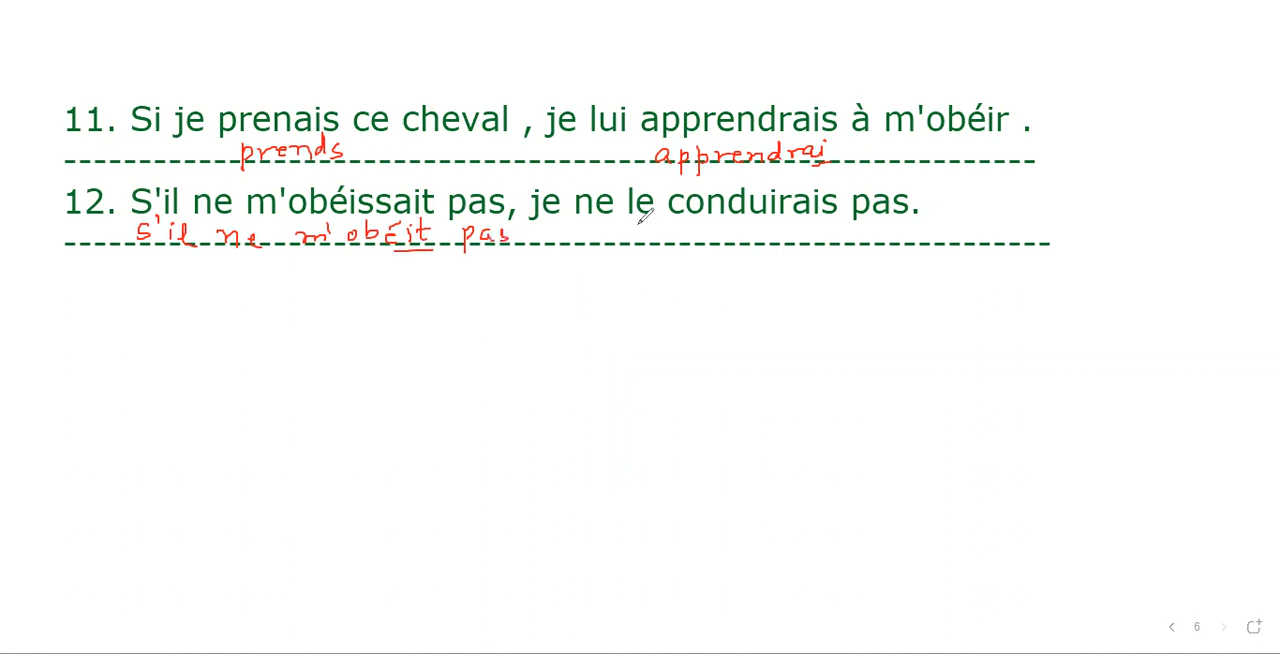 11. Si je prenais ce cheval , je lui apprendrais à m'obéir .
prends apprendrai
12. S'il ne m'obéissait pas, je ne le conduirais pas.
s'il ne m'obéit pas
6